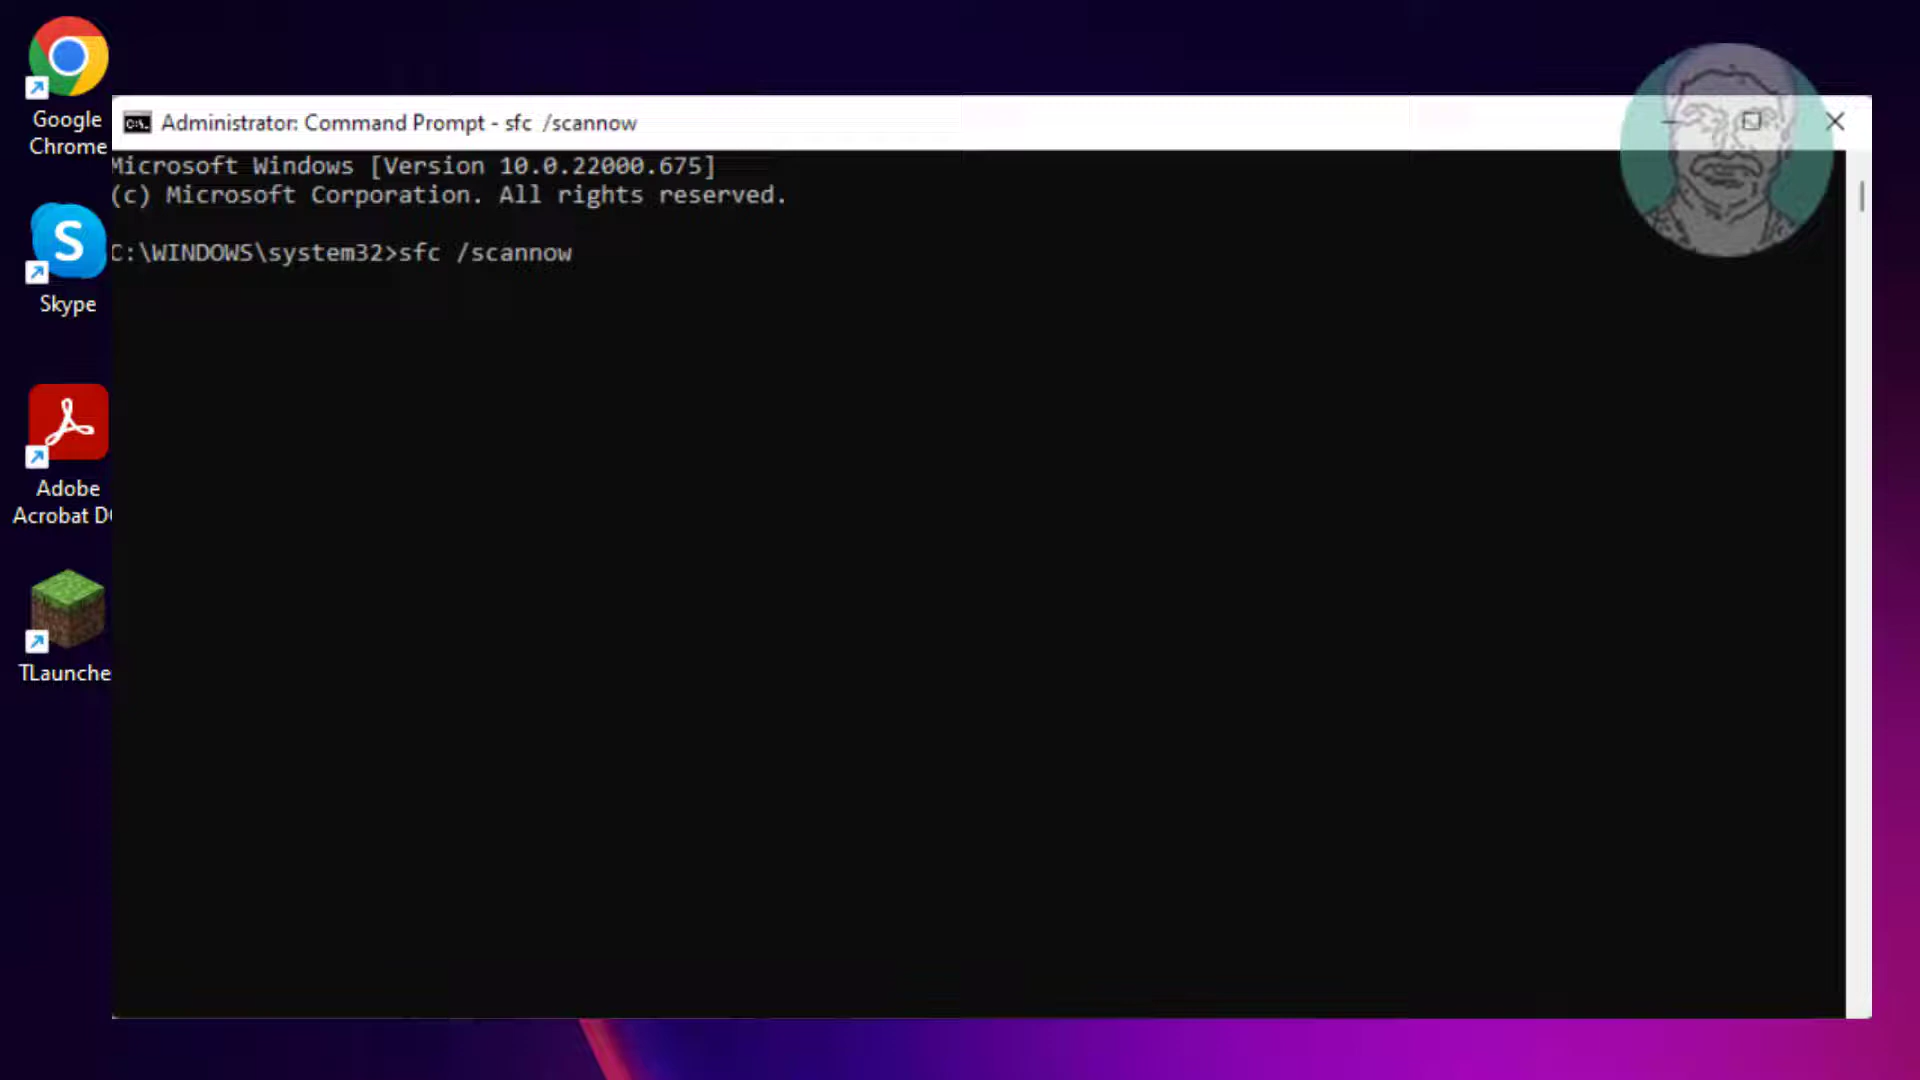 Google
Chrome
Skype
Adobe
Acrobat D
TLaunche
Administrator: Command Prompt - sfc /scannow
Microsoft Windows [Version 10.0.22000.675]
(c) Microsoft Corporation. All rights reserved.
C:\WINDOWS\system32>sfc /scannow